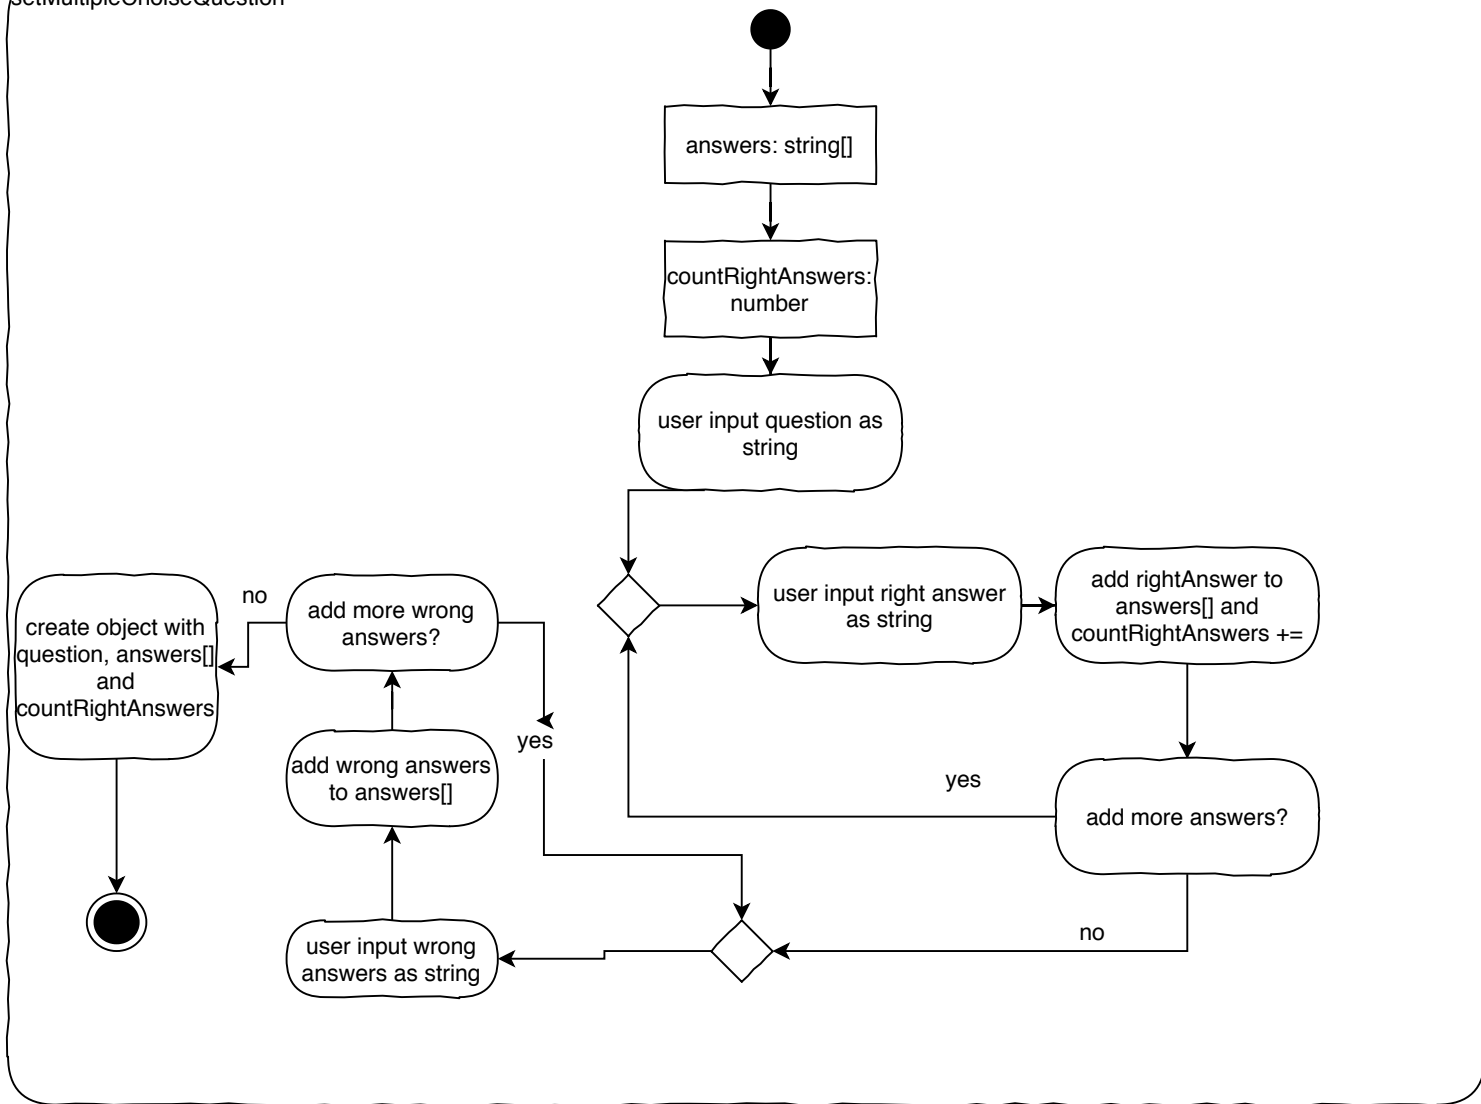 setMultipleChoiseQuestion
answers: string[]
countRightAnswers:
number
user input question as
string
user input right answer
as string
add rightAnswer to
answers[] and
countRightAnswers +=
add more answers?
yes
no
user input wrong
answers as string
add wrong answers
to answers[]
add more wrong
answers?
yes
no
create object with
question, answers[]
and
countRightAnswers